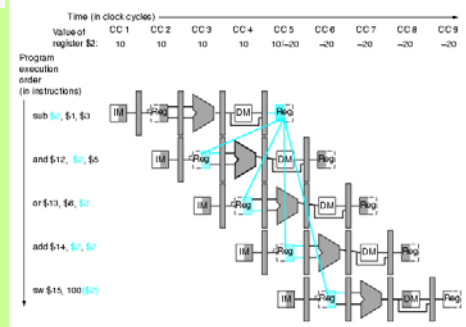 Time (in clock cycles)
Value of register $2:
CC 1 CC 2 CC 3 CC 4 CC 5 CC 6 CC 7 CC 8 CC 9
10 10 10 10 10/–20 –20 –20 –20 –20
Program
execution
order
(in instructions)
sub $2, $1, $3
IM Reg DM Reg
and $12, $2, $5
IM Reg DM Reg
or $13, $6, $2
IM Reg DM Reg
add $14, $2, $2
IM Reg DM Reg
sw $15, 100($2)
IM Reg DM Reg